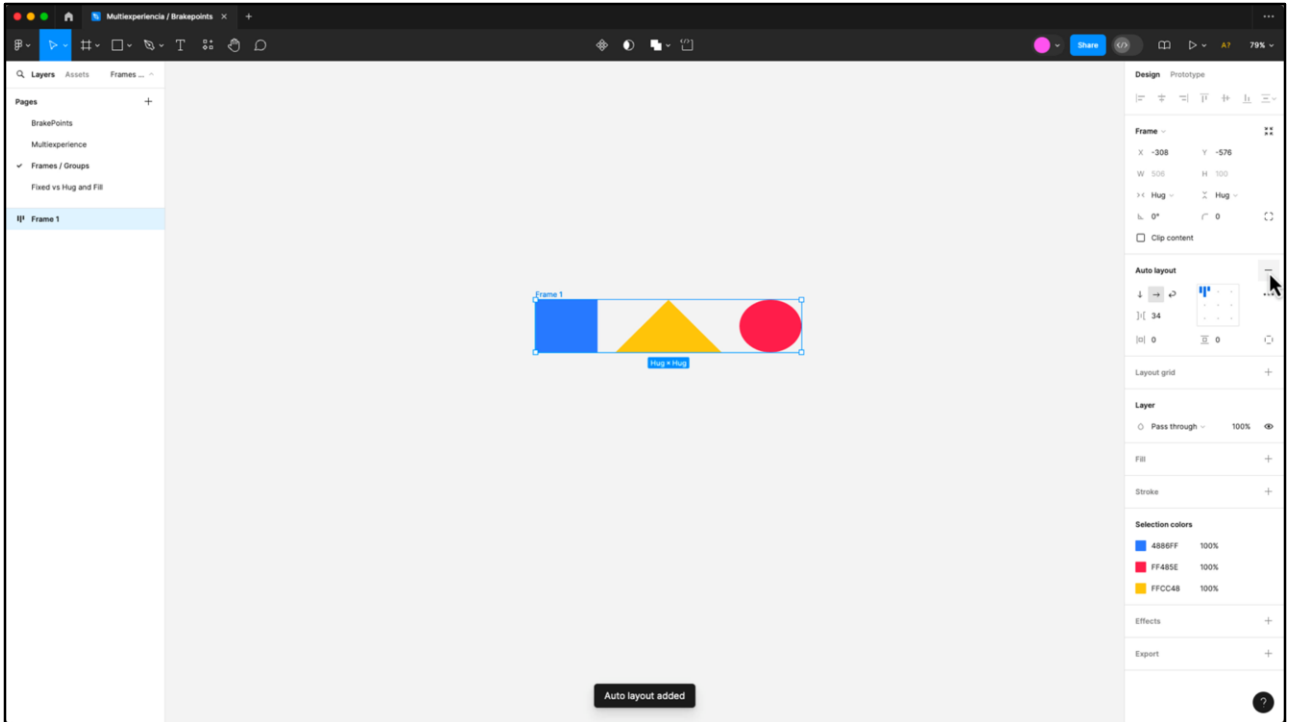 Multiexperiencia / Brakepoints
Share
A?
79%
Layers Assets Frames ...
Pages
BrakePoints
Multiexperience
Frames / Groups
Fixed vs Hug and Fill
Frame 1
Frame 1
Hug × Hug
Auto layout added
Design Prototype
Frame
X -308 Y -576
W 508 H 100
Hug Hug
0° 0
Clip content
Auto layout
34
0 0
Layout grid
Layer
Pass through 100%
Fill
Stroke
Selection colors
4886FF 100%
FF485E 100%
FFCC48 100%
Effects
Export
?